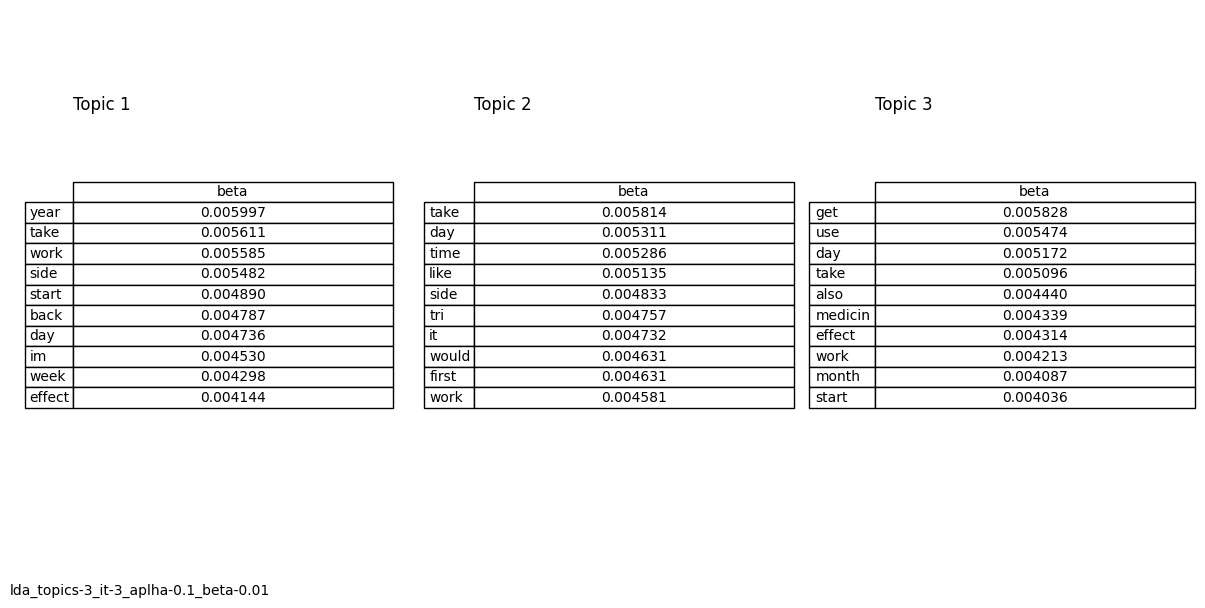 Topic 1 Topic 2 Topic 3
beta beta beta
year 0.005997 take 0.005814 get 0.005828
take 0.005611 day 0.005311 use 0.005474
work 0.005585 time 0.005286 day 0.005172
side 0.005482 like 0.005135 take 0.005096
start 0.004890 side 0.004833 also 0.004440
back 0.004787 tri 0.004757 medicin 0.004339
day 0.004736 it 0.004732 effect 0.004314
im 0.004530 would 0.004631 work 0.004213
week 0.004298 first 0.004631 month 0.004087
effect 0.004144 work 0.004581 start 0.004036
lda_topics-3_it-3_aplha-0.1_beta-0.01